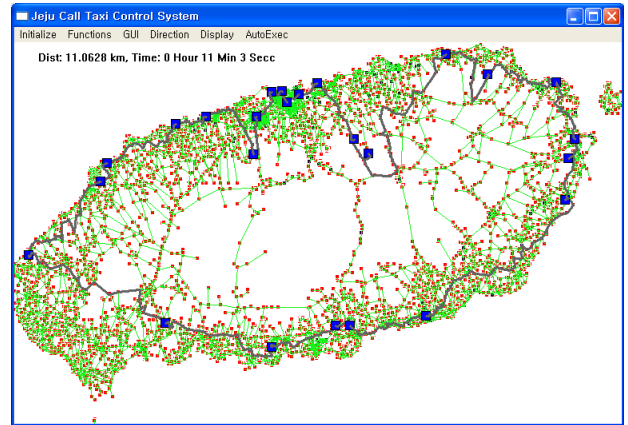 Jeju Call Taxi Control System
Initialize Functions GUI Direction Display AutoExec
Dist: 11.0628 km, Time: 0 Hour 11 Min 3 Secc